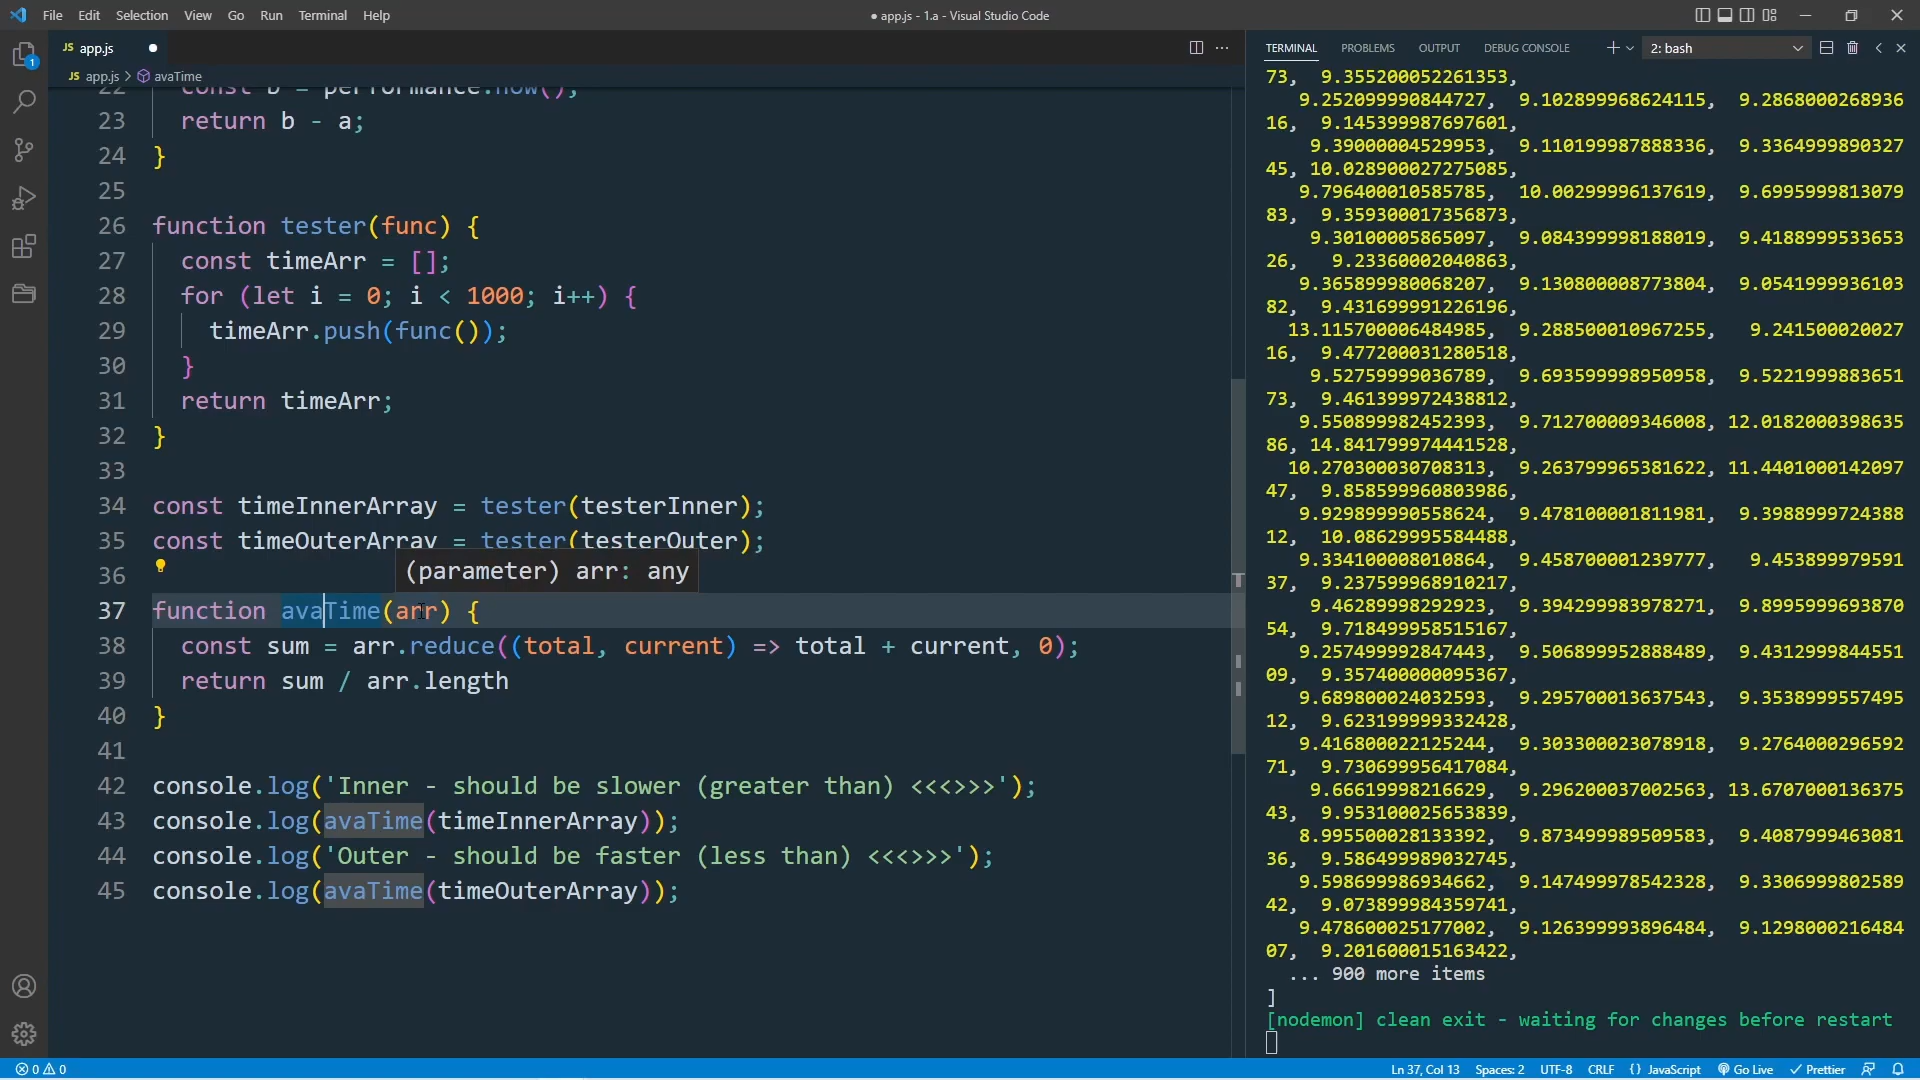 File Edit Selection View Go Run Terminal Help
● app.js - 1.a - Visual Studio Code
JS app.js ●
JS app.js > avaTime
22 const b = performance.now();
23 return b - a;
24 }
25
26 function tester(func) {
27 const timeArr = [];
28 for (let i = 0; i < 1000; i++) {
29 timeArr.push(func());
30 }
31 return timeArr;
32 }
33
34 const timeInnerArray = tester(testerInner);
35 const timeOuterArray = tester(testerOuter);
36
(parameter) arr: any
37 function avaTime(arr) {
38 const sum = arr.reduce((total, current) => total + current, 0);
39 return sum / arr.length
40 }
41
42 console.log('Inner - should be slower (greater than) <<<>>>');
43 console.log(avaTime(timeInnerArray));
44 console.log('Outer - should be faster (less than) <<<>>>');
45 console.log(avaTime(timeOuterArray));
1
TERMINAL PROBLEMS OUTPUT DEBUG CONSOLE 2: bash
73, 9.355200052261353,
9.252099990844727, 9.102899968624115, 9.2868000268936
16, 9.145399987697601,
9.39000004529953, 9.110199987888336, 9.3364999890327
45, 10.028900027275085,
9.796400010585785, 10.00299996137619, 9.6995999813079
83, 9.359300017356873,
9.30100005865097, 9.084399998188019, 9.4188999533653
26, 9.23360002040863,
9.365899980068207, 9.130800008773804, 9.0541999936103
82, 9.431699991226196,
13.115700006484985, 9.288500010967255, 9.241500020027
16, 9.477200031280518,
9.52759999036789, 9.693599998950958, 9.5221999883651
73, 9.461399972438812,
9.550899982452393, 9.712700009346008, 12.0182000398635
86, 14.841799974441528,
10.270300030708313, 9.263799965381622, 11.4401000142097
47, 9.858599960803986,
9.929899990558624, 9.478100001811981, 9.3988999724388
12, 10.08629995584488,
9.334100008010864, 9.458700001239777, 9.453899979591
37, 9.237599968910217,
9.46289998292923, 9.394299983978271, 9.8995999693870
54, 9.718499958515167,
9.257499992847443, 9.506899952888489, 9.4312999844551
09, 9.357400000095367,
9.689800024032593, 9.295700013637543, 9.3538999557495
12, 9.623199999332428,
9.416800022125244, 9.303300023078918, 9.2764000296592
71, 9.730699956417084,
9.66619998216629, 9.296200037002563, 13.6707000136375
43, 9.953100025653839,
8.995500028133392, 9.873499989509583, 9.4087999463081
36, 9.586499989032745,
9.598699986934662, 9.147499978542328, 9.3306999802589
42, 9.073899984359741,
9.478600025177002, 9.126399993896484, 9.1298000216484
07, 9.201600015163422,
... 900 more items
]
[nodemon] clean exit - waiting for changes before restart
0 0
Ln 37, Col 13 Spaces: 2 UTF-8 CRLF {} JavaScript Go Live Prettier